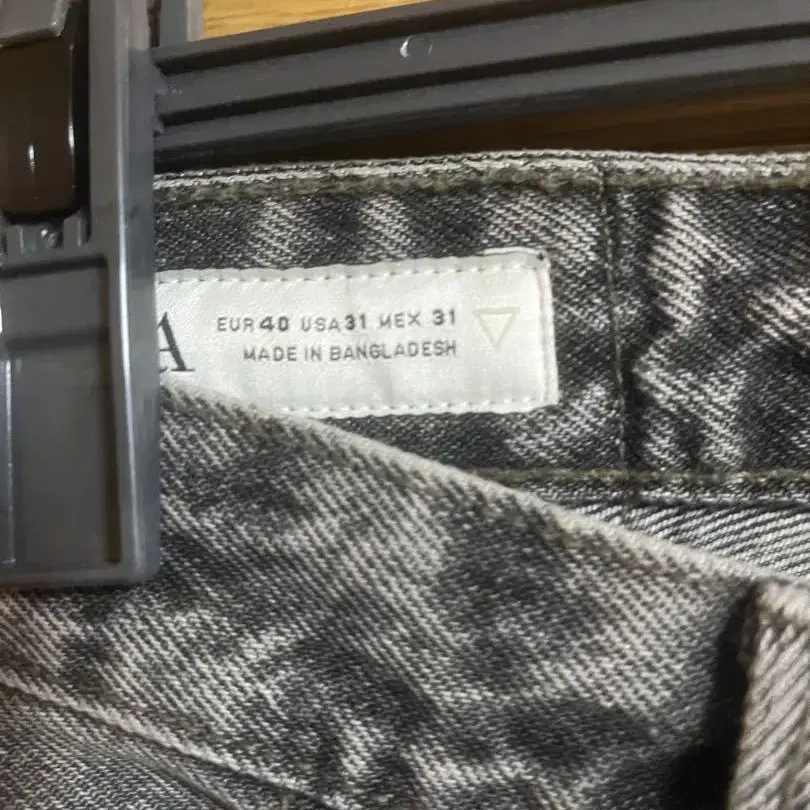 A
EUR 40 USA 31 MEX 31
MADE IN BANGLADESH